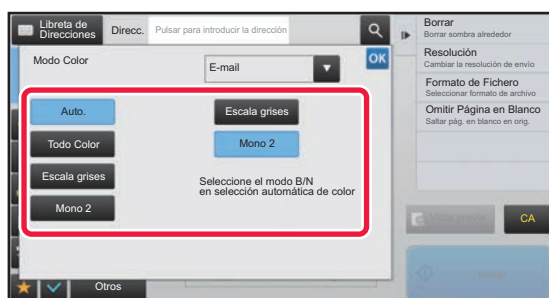 Libreta de
Direcciones
Direcc.
Pulsar para introducir la dirección
Modo Color
E-mail
OK
Auto.
Todo Color
Escala grises
Mono 2
Escala grises
Mono 2
Seleccione el modo B/N
en selección automática de color
Otros
Borrar
Borrar sombra alrededor
Resolución
Cambiar la resolución de envío
Formato de Fichero
Seleccionar formato de archivo
Omitir Página en Blanco
Saltar pág. en blanco en orig.
CA